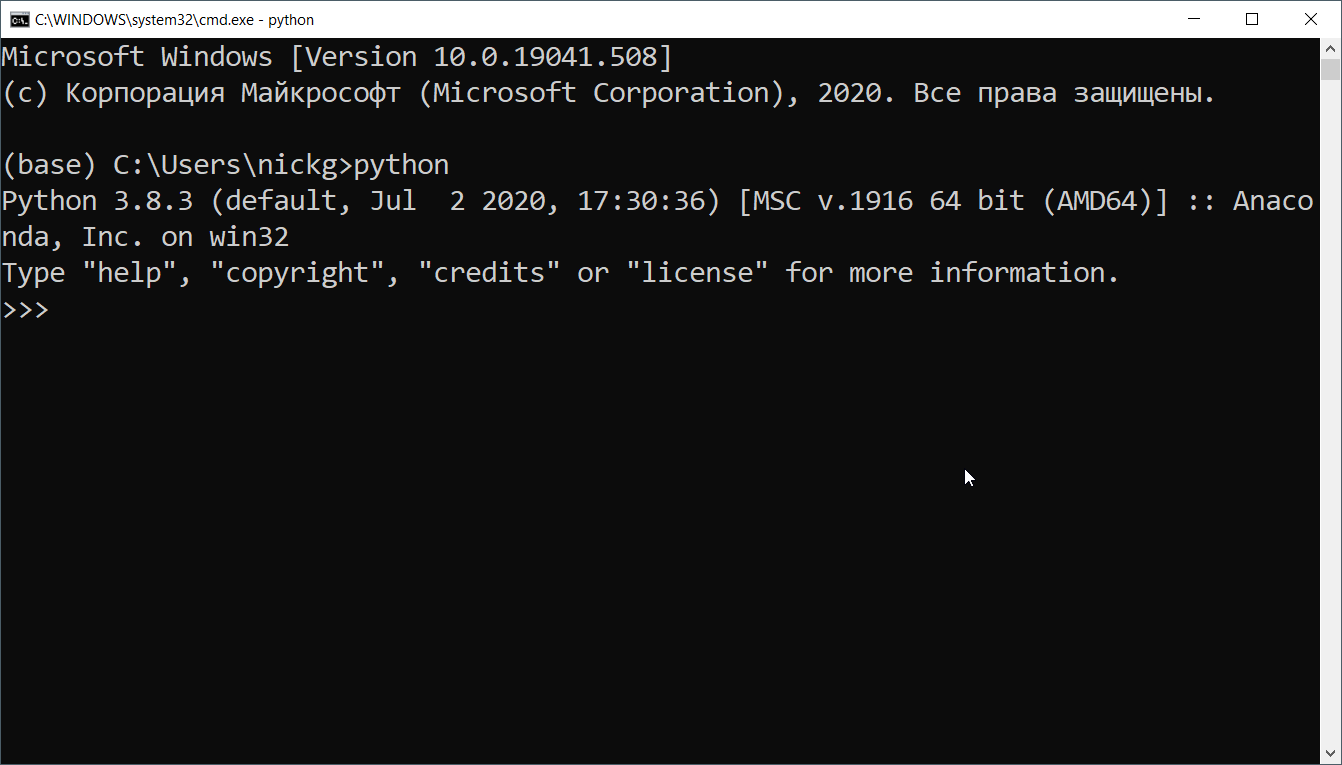 C:\WINDOWS\system32\cmd.exe - python
Microsoft Windows [Version 10.0.19041.508]
(c) Корпорация Майкрософт (Microsoft Corporation), 2020. Все права защищены.
(base) C:\Users\nickg>python
Python 3.8.3 (default, Jul  2 2020, 17:30:36) [MSC v.1916 64 bit (AMD64)] :: Anaco
nda, Inc. on win32
Type "help", "copyright", "credits" or "license" for more information.
>>>